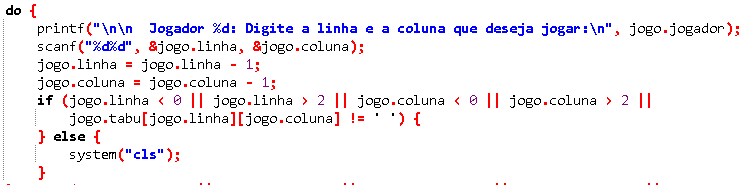 do {
printf("\n\n  Jogador %d: Digite a linha e a coluna que deseja jogar:\n", jogo.jogador);
scanf("%d%d", &jogo.linha, &jogo.coluna);
jogo.linha = jogo.linha - 1;
jogo.coluna = jogo.coluna - 1;
if (jogo.linha < 0 || jogo.linha > 2 || jogo.coluna < 0 || jogo.coluna > 2 ||
jogo.tabu[jogo.linha][jogo.coluna] != ' ') {
} else {
system("cls");
}